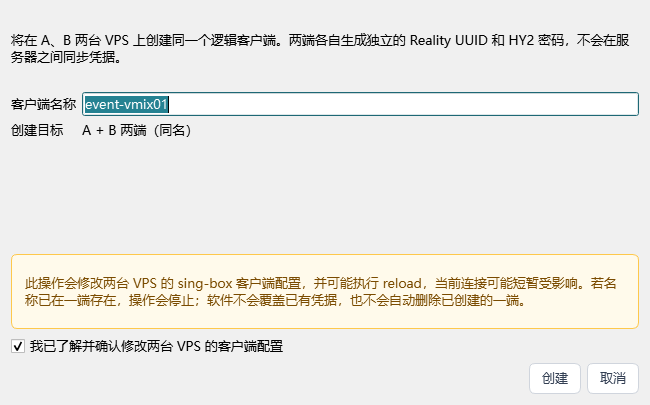 将在 A、B 两台 VPS 上创建同一个逻辑客户端。两端各自生成独立的 Reality UUID 和 HY2 密码，不会在服
务器之间同步凭据。
客户端名称 event-vmix01
创建目标 A + B 两端（同名）
此操作会修改两台 VPS 的 sing-box 客户端配置，并可能执行 reload，当前连接可能短暂受影响。若名
称已在一端存在，操作会停止；软件不会覆盖已有凭据，也不会自动删除已创建的一端。
我已了解并确认修改两台 VPS 的客户端配置
创建 取消